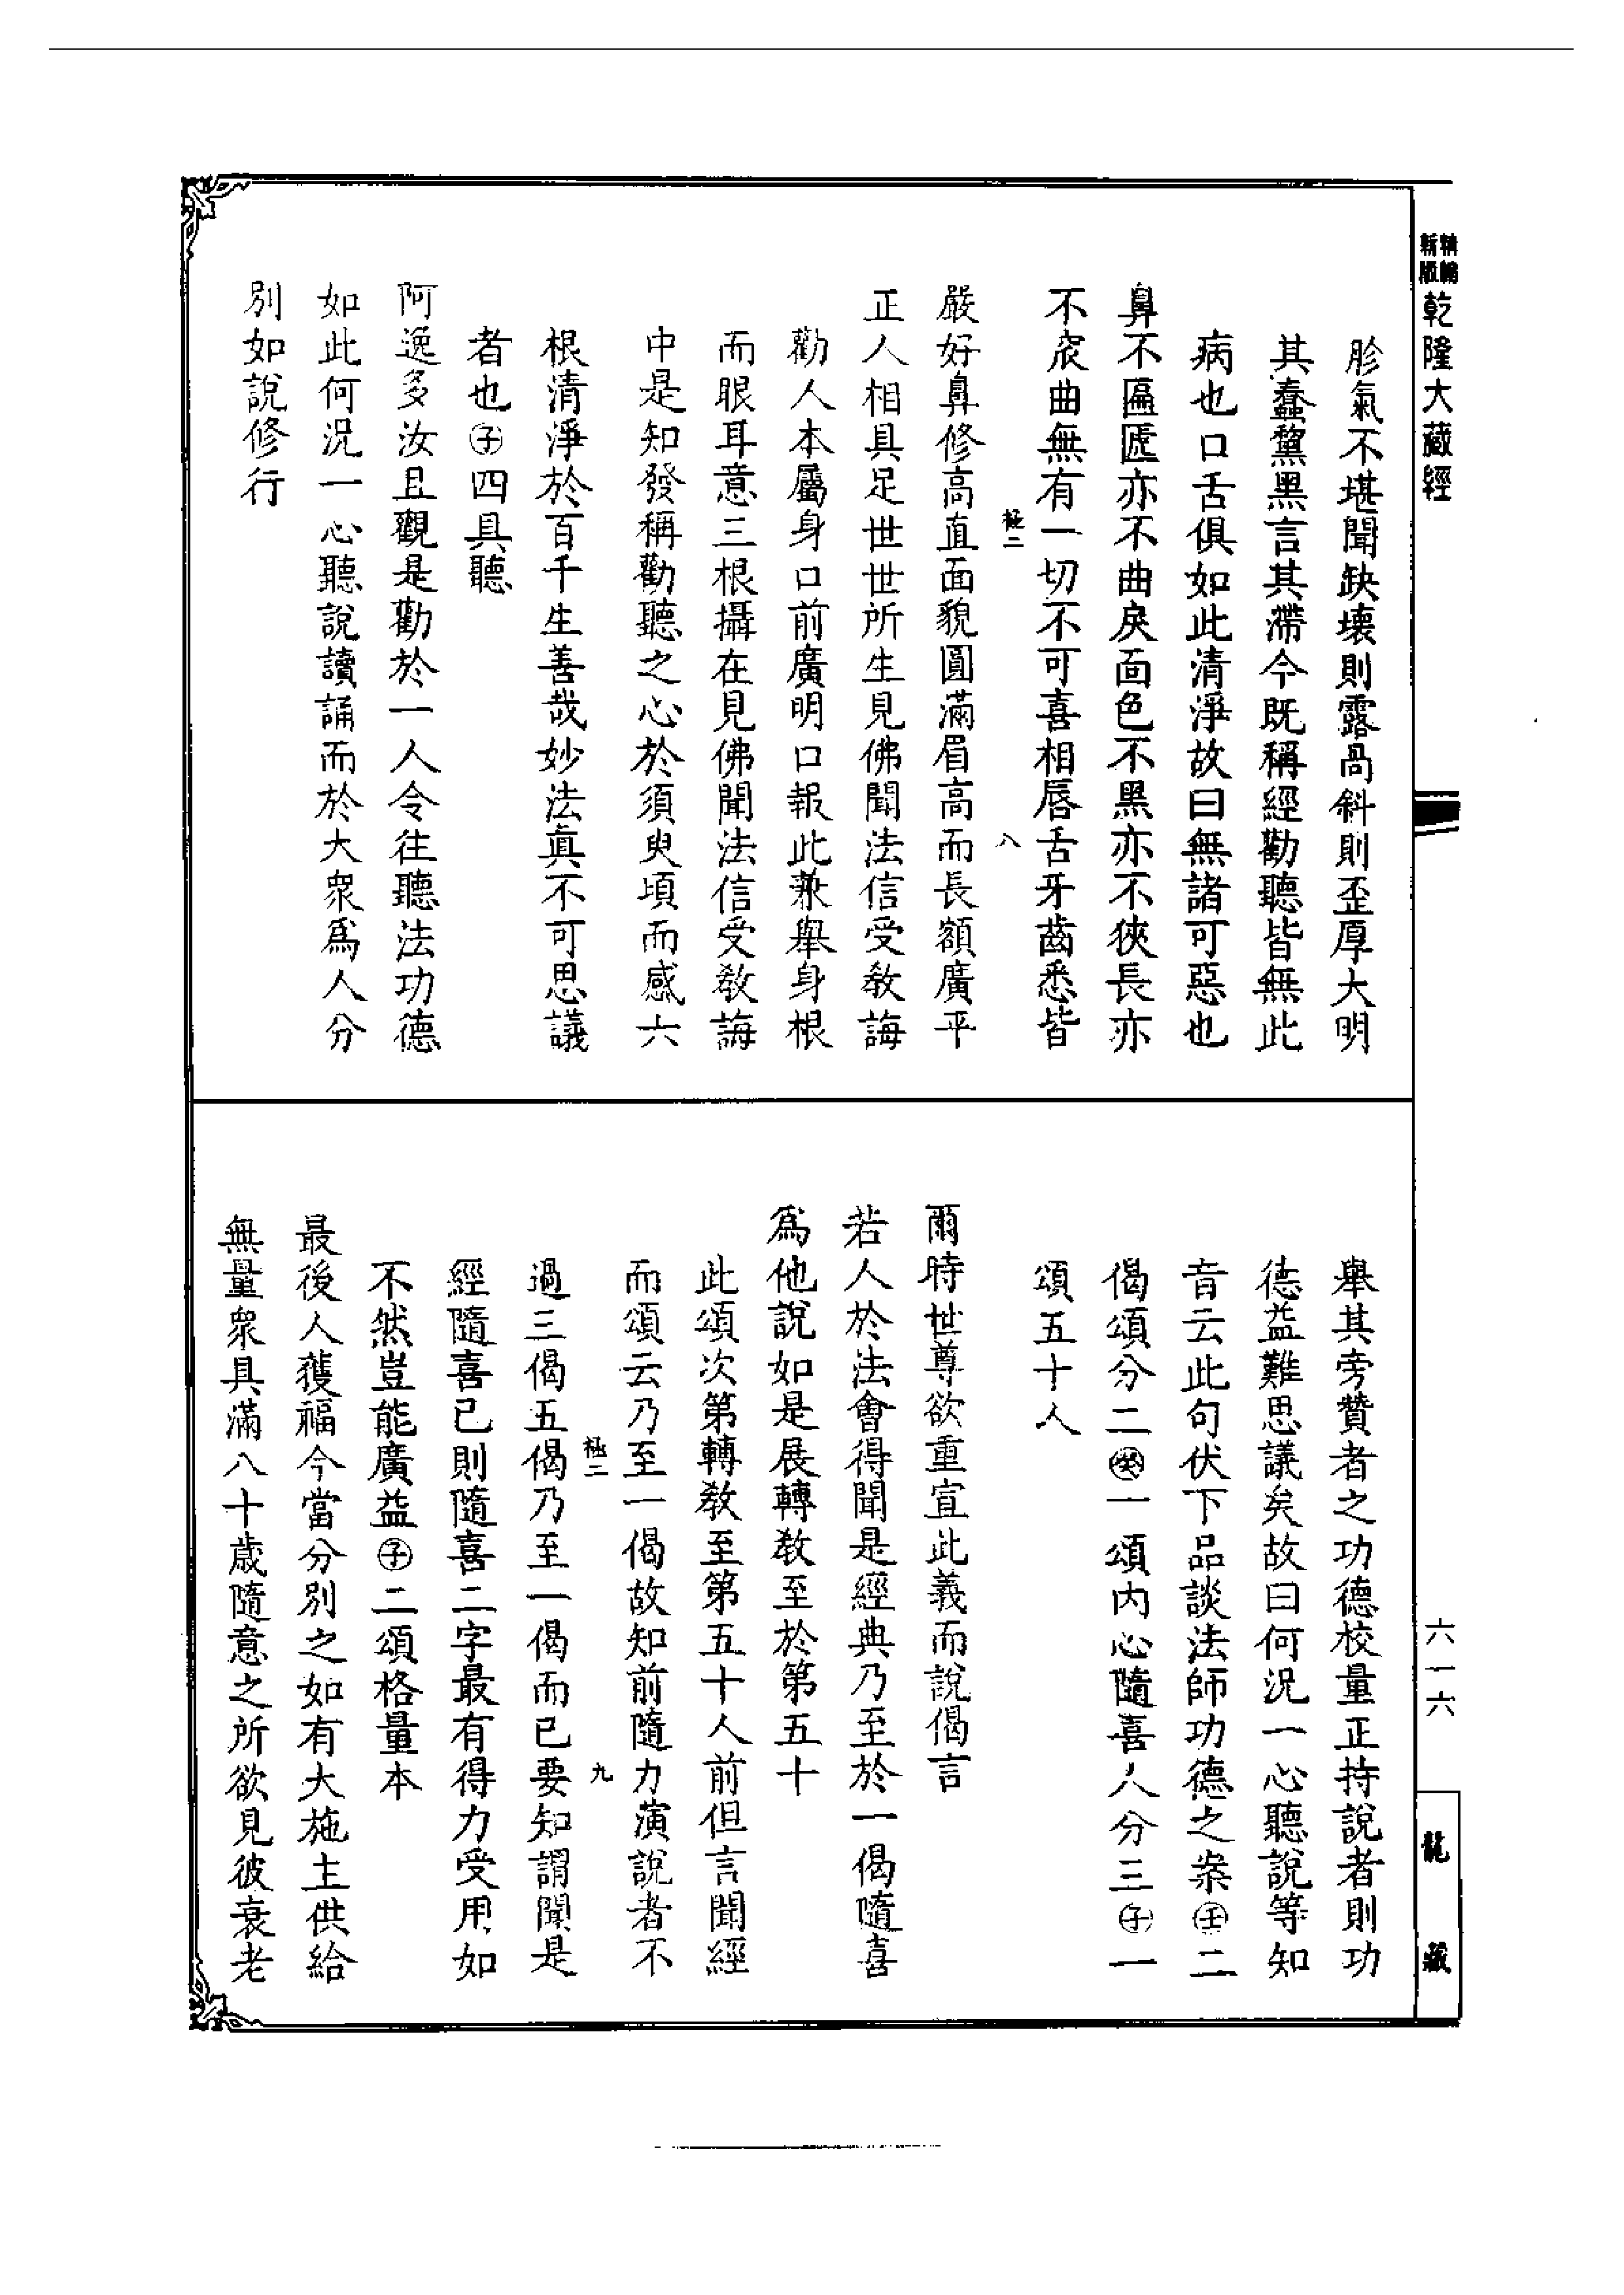 新版精縮乾隆大藏經
胗氣不堪聞缺壞則露咼斜則歪厚大明
其麤黧黑言其滯今既稱經勸聽皆無此
病也口舌俱如此清淨故曰無諸可惡也
鼻不匾㔸亦不曲戾面色不黑亦不狹長亦
不窊曲無有一切不可喜相唇舌牙齒悉皆
極二
八
嚴好鼻修高直面貌圓滿眉高而長額廣平
正人相具足世世所生見佛聞法信受教誨
勸人本屬身口前廣明口報此兼舉身根
而眼耳意三根攝在見佛聞法信受教誨
中是知發稱勸聽之心於須臾頃而感六
根清淨於百千生善哉妙法真不可思議
者也㊛四具聽
阿逸多汝且觀是勸於一人令往聽法功德
如此何況一心聽說讀誦而於大眾為人分
別如說修行
六一六
龍藏
舉其旁贊者之功德校量正持說者則功
德益難思議矣故曰何況一心聽說等知
音云此句伏下品談法師功德之案壬二
偈頌分二癸一頌內心隨喜人分三子一
頌五十人
爾時世尊欲重宣此義而說偈言
若人於法會得聞是經典乃至於一偈隨喜
為他說如是展轉教至於第五十
此頌次第轉教至第五十人前但言聞經
而頌云乃至一偈故知前隨力演說者不
極二
九
過三偈五偈乃至一偈而已要知謂聞是
經隨喜已則隨喜二字最有得力受用如
不然豈能廣益子二頌格量本
最後人獲福今當分別之如有大施主供給
無量眾具滿八十歲隨意之所欲見彼衰老